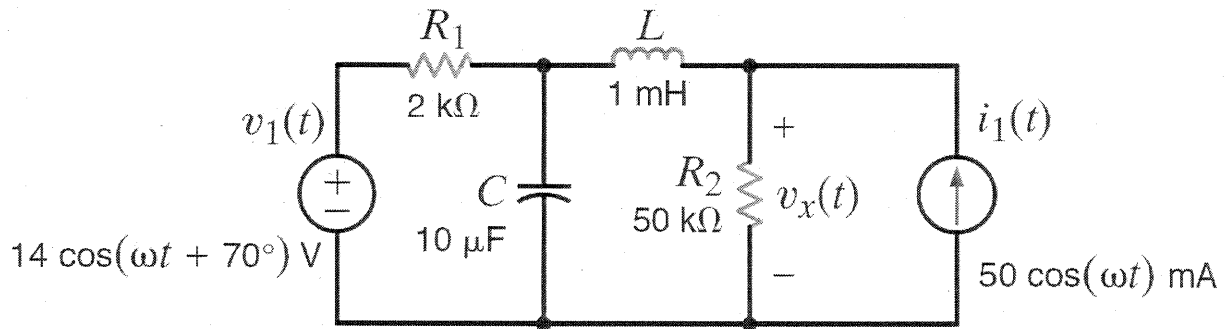 R₁
L
2 kΩ
1 mH
v₁(t)
+
i₁(t)
+
−
C
R₂
vₓ(t)
10 μF
50 kΩ
14 cos(ωt + 70°) V
−
50 cos(ωt) mA